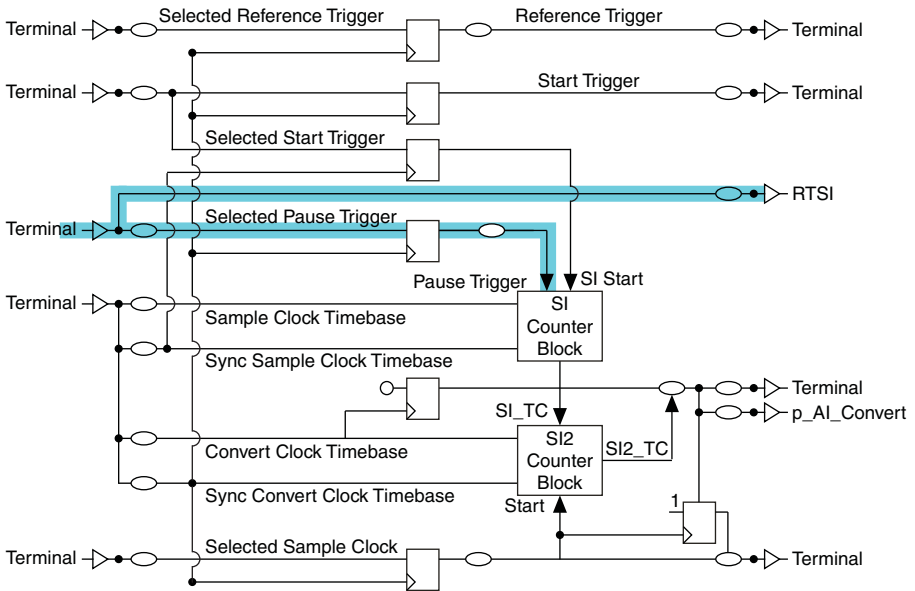 Terminal
Selected Reference Trigger
Reference Trigger
Terminal
Terminal
Start Trigger
Terminal
Selected Start Trigger
RTSI
Terminal
Selected Pause Trigger
Pause Trigger
SI Start
Terminal
Sample Clock Timebase
SI
Counter
Block
Sync Sample Clock Timebase
Terminal
SI_TC
p_AI_Convert
Convert Clock Timebase
SI2
Counter
Block
SI2_TC
Sync Convert Clock Timebase
Start
1
Terminal
Selected Sample Clock
Terminal